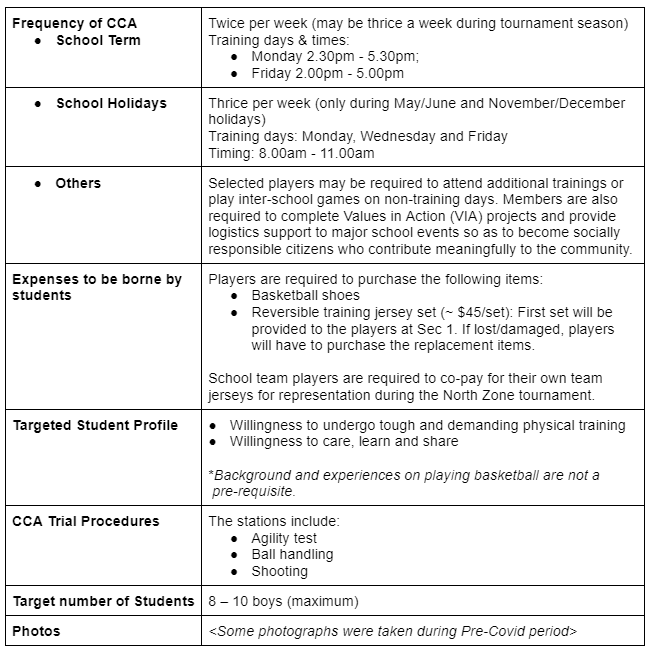 Frequency of CCA
● School Term
Twice per week (may be thrice a week during tournament season)
Training days & times:
● Monday 2.30pm - 5.30pm;
● Friday 2.00pm - 5.00pm
● School Holidays
Thrice per week (only during May/June and November/December
holidays)
Training days: Monday, Wednesday and Friday
Timing: 8.00am - 11.00am
● Others
Selected players may be required to attend additional trainings or
play inter-school games on non-training days. Members are also
required to complete Values in Action (VIA) projects and provide
logistics support to major school events so as to become socially
responsible citizens who contribute meaningfully to the community.
Expenses to be borne by
students
Players are required to purchase the following items:
● Basketball shoes
● Reversible training jersey set (~ $45/set): First set will be
provided to the players at Sec 1. If lost/damaged, players
will have to purchase the replacement items.
School team players are required to co-pay for their own team
jerseys for representation during the North Zone tournament.
Targeted Student Profile
● Willingness to undergo tough and demanding physical training
● Willingness to care, learn and share
*Background and experiences on playing basketball are not a
pre-requisite.
CCA Trial Procedures
The stations include:
● Agility test
● Ball handling
● Shooting
Target number of Students
8 – 10 boys (maximum)
Photos
<Some photographs were taken during Pre-Covid period>